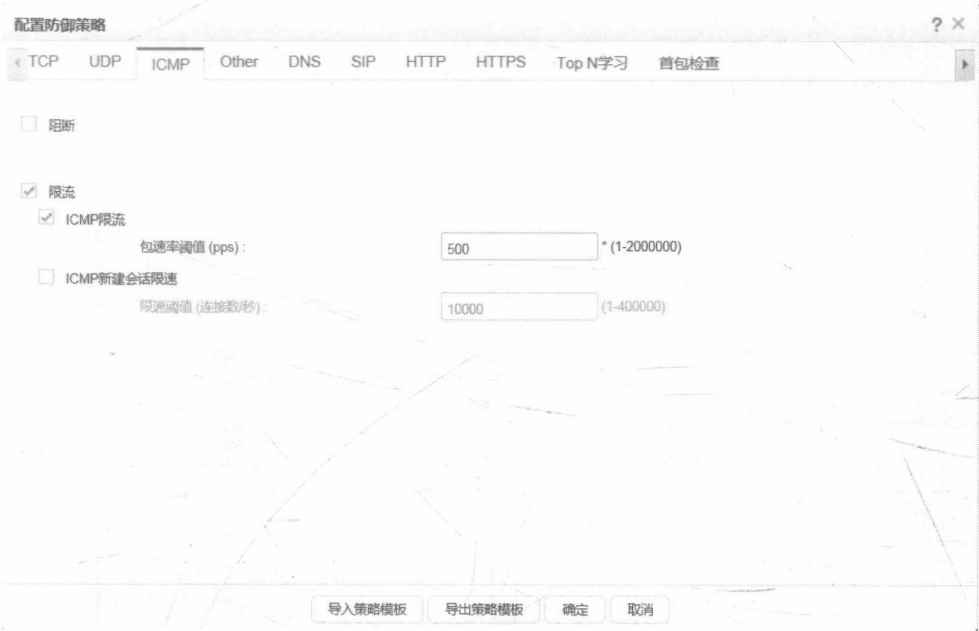 配置防御策略 ? ×
TCP UDP ICMP Other DNS SIP HTTP HTTPS Top N学习 首包检查
阻断
限流
ICMP限流
包速率阈值 (pps) : 500 * (1-2000000)
ICMP新建会话限速
限速阈值 (连接数/秒) : 10000 (1-400000)
导入策略模板 导出策略模板 确定 取消